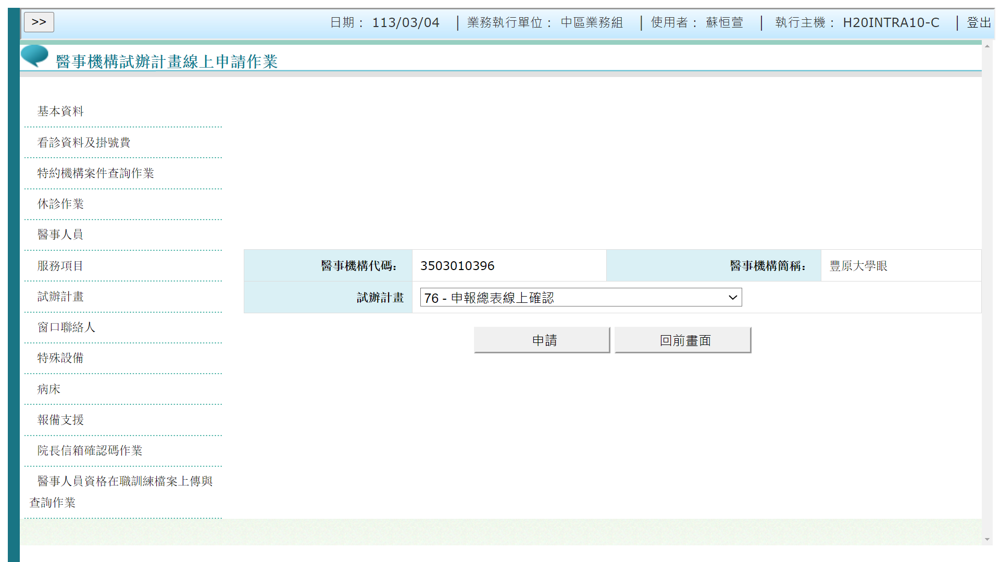 >> 日期： 113/03/04 | 業務執行單位： 中區業務組 | 使用者： 蘇恒萱 | 執行主機： H20INTRA10-C | 登出
醫事機構試辦計畫線上申請作業
基本資料
看診資料及掛號費
特約機構案件查詢作業
休診作業
醫事人員
服務項目
試辦計畫
窗口聯絡人
特殊設備
病床
報備支援
院長信箱確認碼作業
醫事人員資格在職訓練檔案上傳與
查詢作業
醫事機構代碼： 3503010396 醫事機構簡稱： 豐原大學眼
試辦計畫 76 - 申報總表線上確認
申請 回前畫面